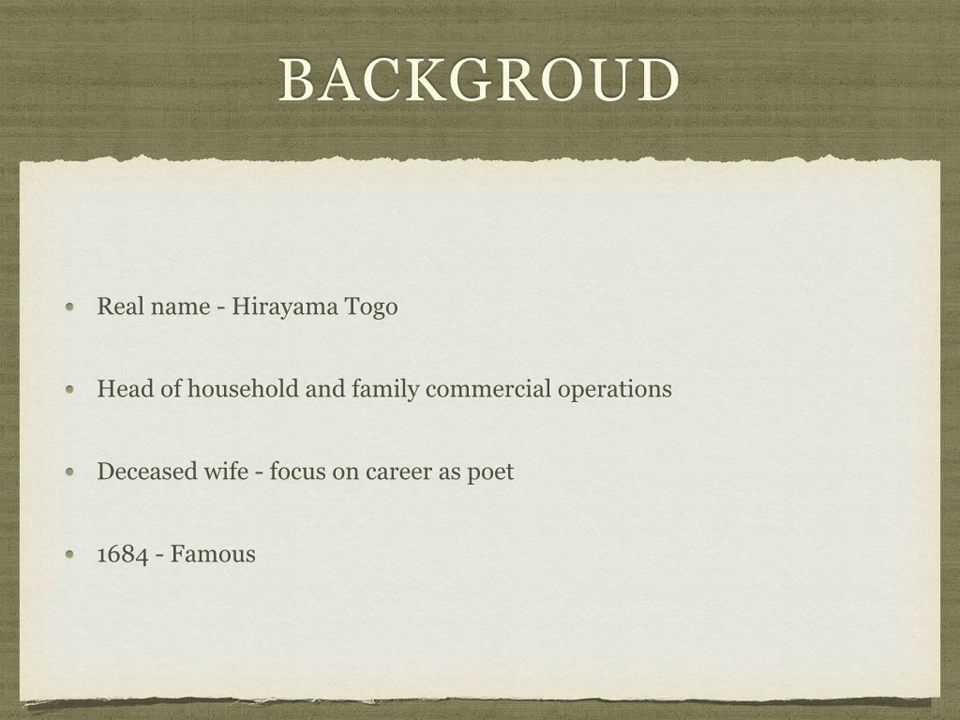 BACKGROUD
• Real name - Hirayama Togo
• Head of household and family commercial operations
• Deceased wife - focus on career as poet
• 1684 - Famous